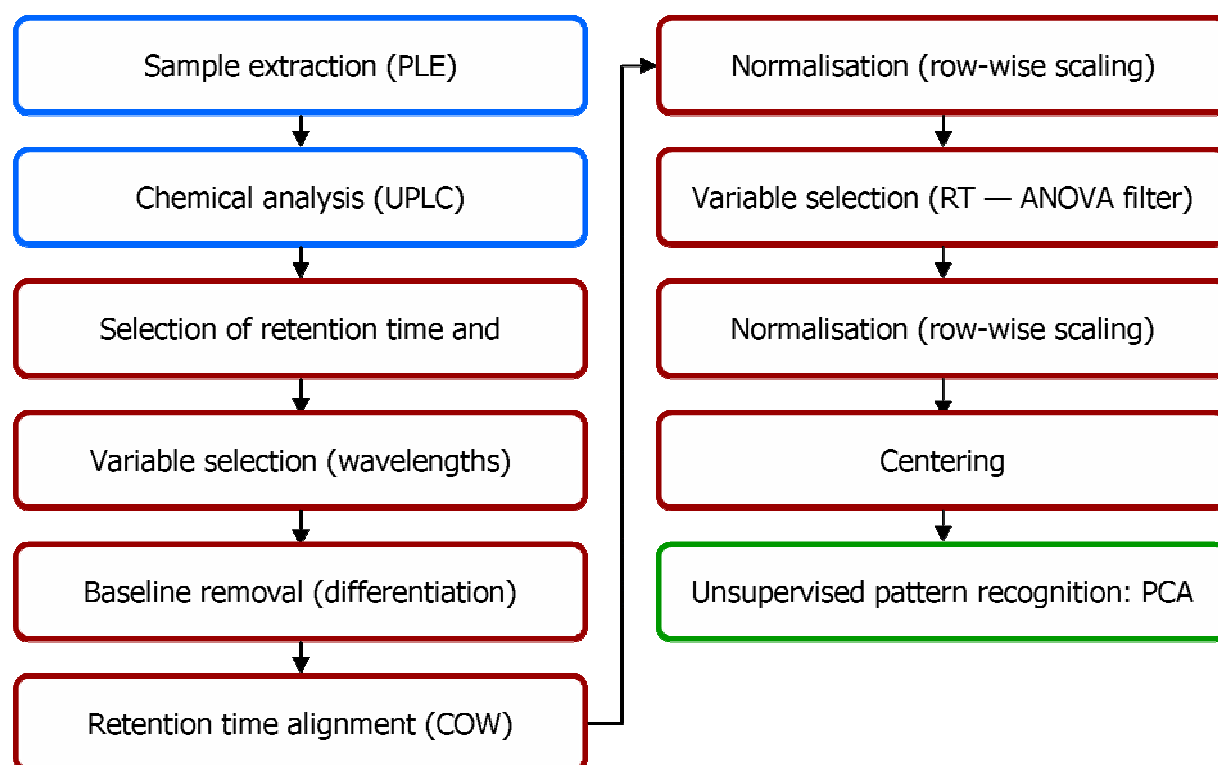 Sample extraction (PLE)
Chemical analysis (UPLC)
Selection of retention time and
Variable selection (wavelengths)
Baseline removal (differentiation)
Retention time alignment (COW)
Normalisation (row-wise scaling)
Variable selection (RT — ANOVA filter)
Normalisation (row-wise scaling)
Centering
Unsupervised pattern recognition: PCA